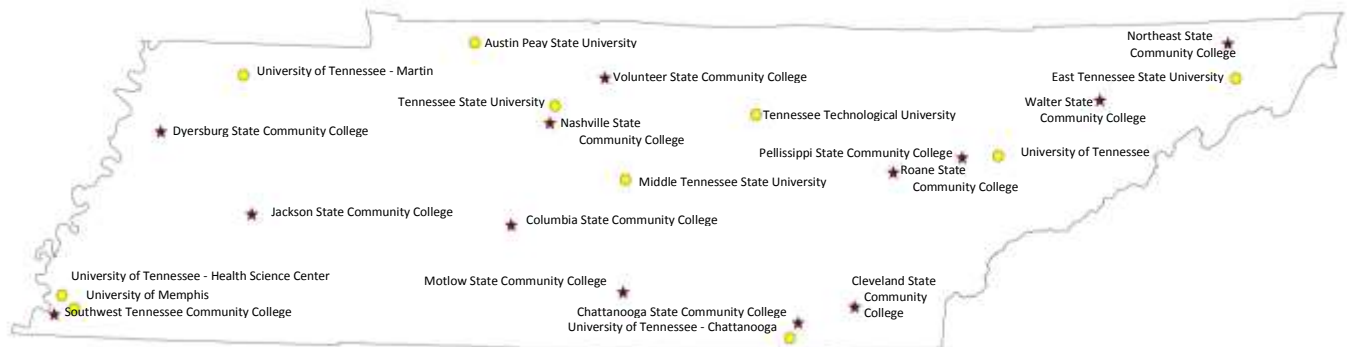 Northeast State
Community College
Austin Peay State University
University of Tennessee - Martin
Volunteer State Community College
East Tennessee State University
Tennessee State University
Walter State
Community College
Tennessee Technological University
Nashville State
Community College
Dyersburg State Community College
Pellissippi State Community College
University of Tennessee
Roane State
Community College
Middle Tennessee State University
Jackson State Community College
Columbia State Community College
University of Tennessee - Health Science Center
Motlow State Community College
Cleveland State
Community
College
University of Memphis
Southwest Tennessee Community College
Chattanooga State Community College
University of Tennessee - Chattanooga